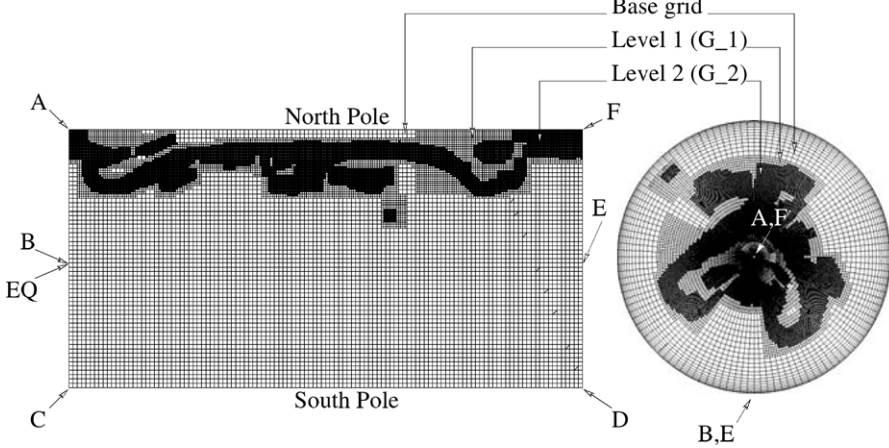 Base grid
Level 1 (G_1)
Level 2 (G_2)
A
North Pole
F
E
B
EQ
A,F
C
South Pole
D
B,E